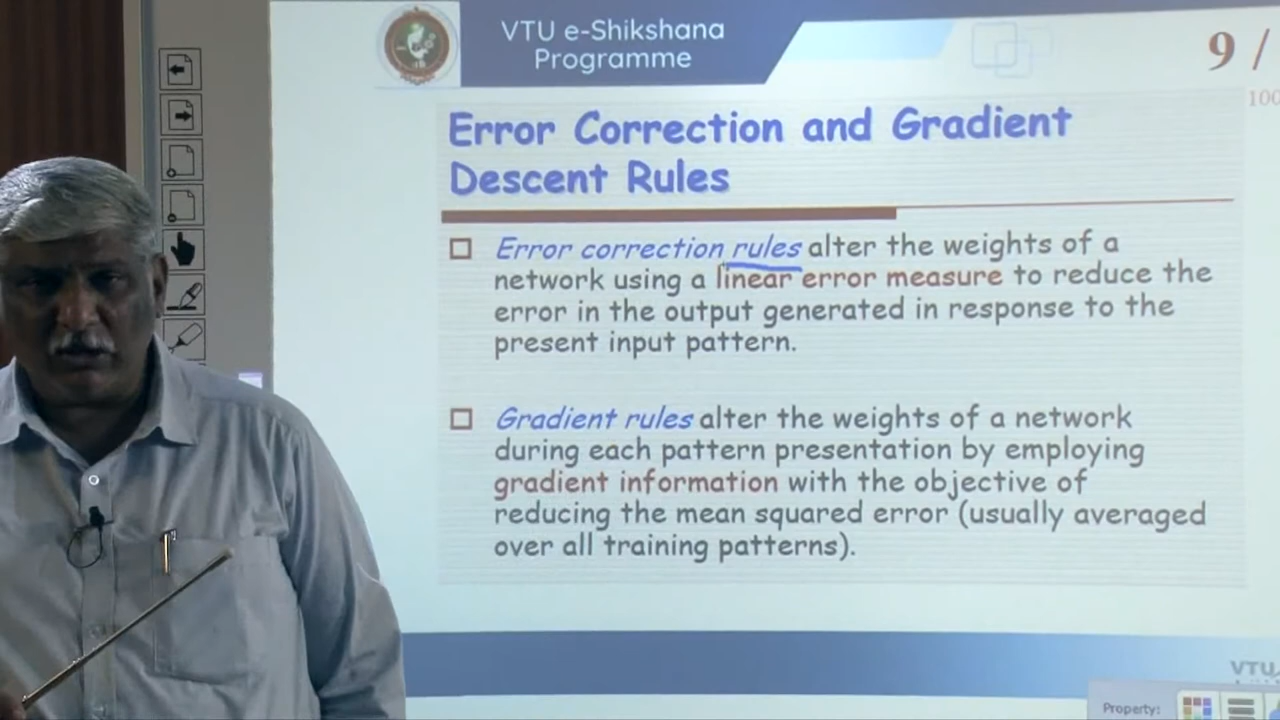 VTU e-Shikshana
Programme
9 /
100
Error Correction and Gradient
Descent Rules
Error correction rules alter the weights of a
network using a linear error measure to reduce the
error in the output generated in response to the
present input pattern.
Gradient rules alter the weights of a network
during each pattern presentation by employing
gradient information with the objective of
reducing the mean squared error (usually averaged
over all training patterns).
VTU
Property: